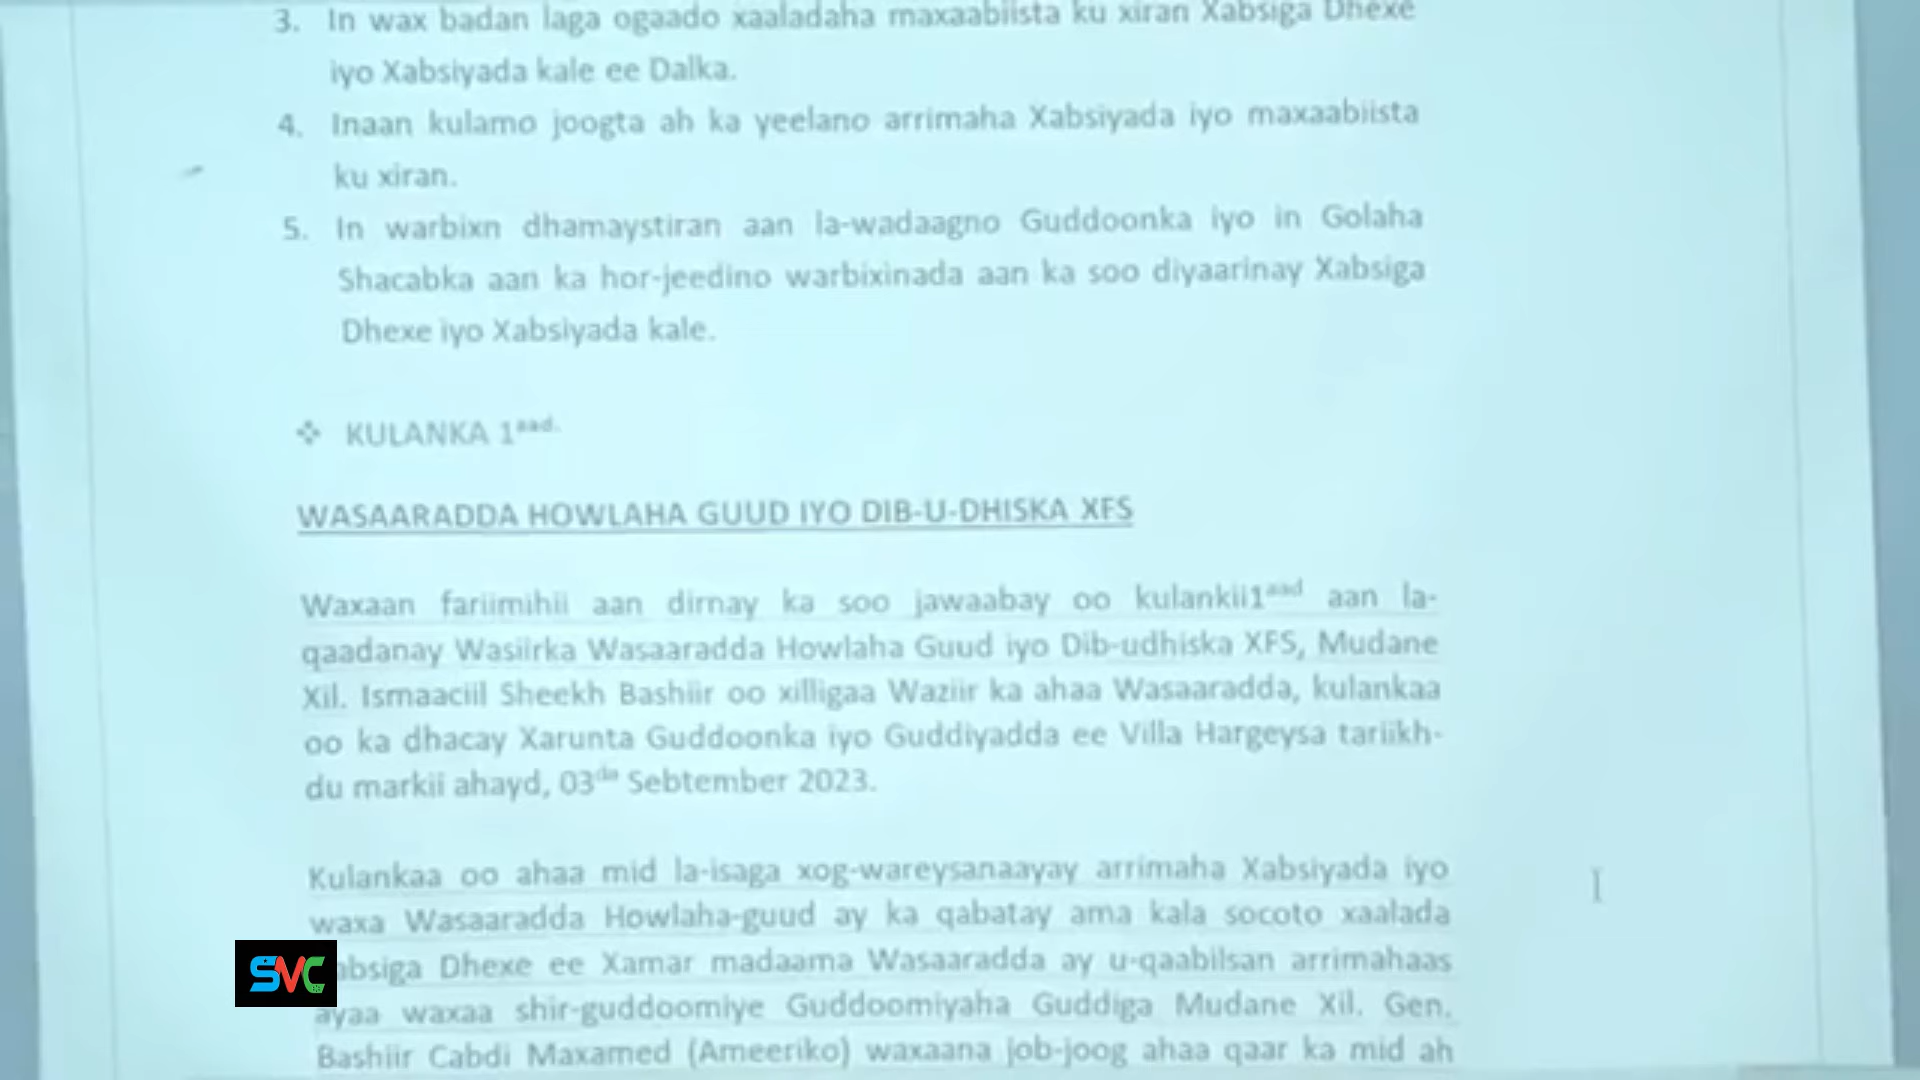 3. In wax badan laga ogaado xaaladaha maxaabiista ku xiran Xabsiga Dhexe
iyo Xabsiyada kale ee Dalka.
4. Inaan kulamo joogta ah ka yeelano arrimaha Xabsiyada iyo maxaabiista
ku xiran.
5. In warbixn dhamaystiran aan la-wadaagno Guddoonka iyo in Golaha
Shacabka aan ka hor-jeedino warbixinada aan ka soo diyaarinay Xabsiga
Dhexe iyo Xabsiyada kale.
❖ KULANKA 1aad.
WASAARADDA HOWLAHA GUUD IYO DIB-U-DHISKA XFS
Waxaan fariimihii aan dirnay ka soo jawaabay oo kulankii1aad aan la-
qaadanay Wasiirka Wasaaradda Howlaha Guud iyo Dib-udhiska XFS, Mudane
Xil. Ismaaciil Sheekh Bashiir oo xilligaa Waziir ka ahaa Wasaaradda, kulankaa
oo ka dhacay Xarunta Guddoonka iyo Guddiyadda ee Villa Hargeysa tariikh-
du markii ahayd, 03da Sebtember 2023.
Kulankaa oo ahaa mid la-isaga xog-wareysanaayay arrimaha Xabsiyada iyo
waxa Wasaaradda Howlaha-guud ay ka qabatay ama kala socoto xaalada
absiga Dhexe ee Xamar madaama Wasaaradda ay u-qaabilsan arrimahaas
ayaa waxaa shir-guddoomiye Guddoomiyaha Guddiga Mudane Xil. Gen.
Bashiir Cabdi Maxamed (Ameeriko) waxaana job-joog ahaa qaar ka mid ah
SVC